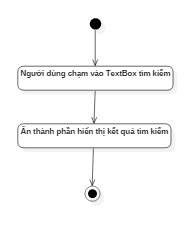 Người dùng chạm vào TextBox tìm kiếm
Ẩn thành phần hiển thị kết quả tìm kiếm